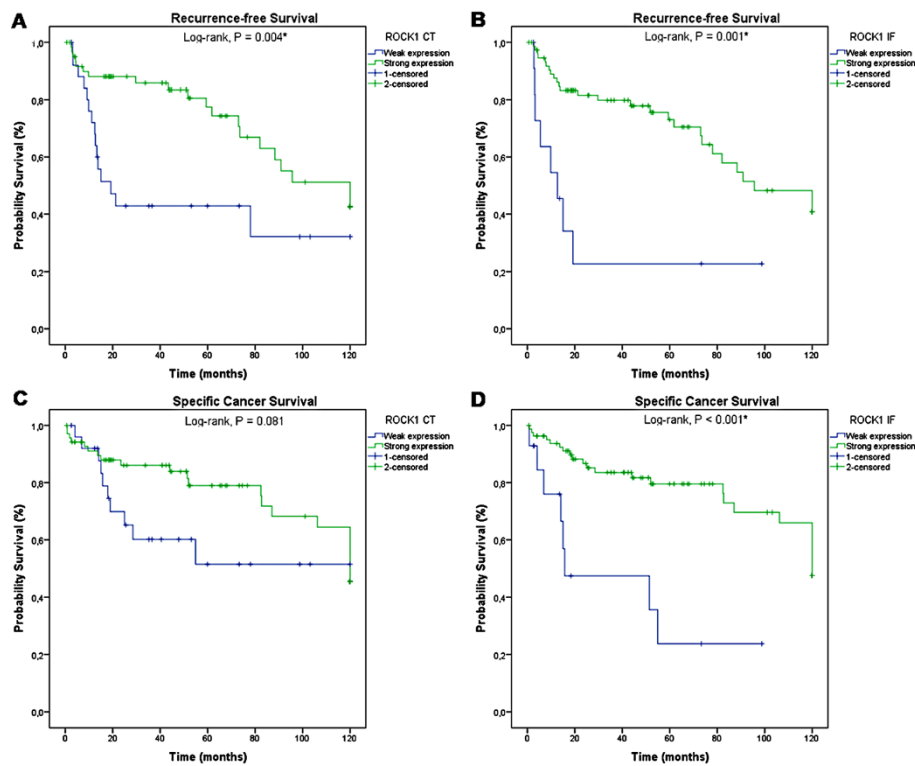 A
Recurrence-free Survival
Log-rank, P = 0.004*
ROCK1 CT
Weak expression
Strong expression
1-censored
2-censored
Probability Survival (%)
1,0
0,8
0,6
0,4
0,2
0,0
0 20 40 60 80 100 120
Time (months)
B
Recurrence-free Survival
Log-rank, P = 0.001*
ROCK1 IF
Weak expression
Strong expression
1-censored
2-censored
Probability Survival (%)
1,0
0,8
0,6
0,4
0,2
0,0
0 20 40 60 80 100 120
Time (months)
C
Specific Cancer Survival
Log-rank, P = 0.081
ROCK1 CT
Weak expression
Strong expression
1-censored
2-censored
Probability Survival (%)
1,0
0,8
0,6
0,4
0,2
0,0
0 20 40 60 80 100 120
Time (months)
D
Specific Cancer Survival
Log-rank, P < 0.001*
ROCK1 IF
Weak expression
Strong expression
1-censored
2-censored
Probability Survival (%)
1,0
0,8
0,6
0,4
0,2
0,0
0 20 40 60 80 100 120
Time (months)